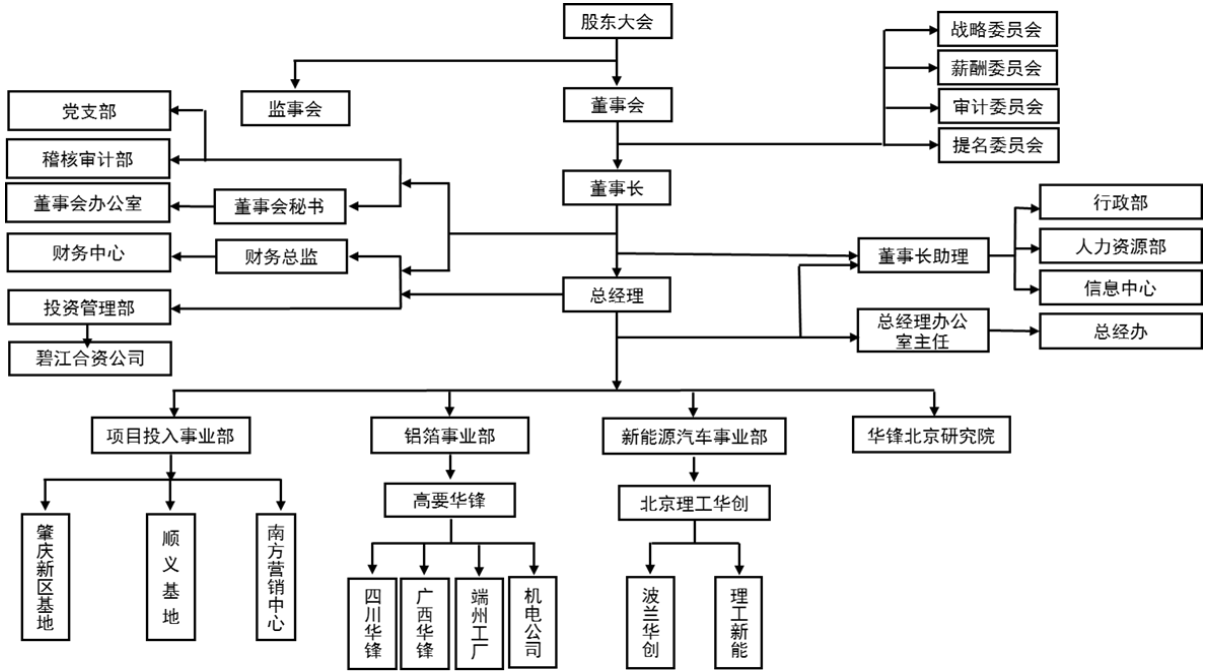 股东大会
战略委员会
薪酬委员会
监事会
董事会
审计委员会
党支部
提名委员会
稽核审计部
董事长
董事会办公室
董事会秘书
行政部
财务中心
财务总监
董事长助理
人力资源部
总经理
信息中心
投资管理部
总经理办公
室主任
总经办
碧江合资公司
项目投入事业部
铝箔事业部
新能源汽车事业部
华锋北京研究院
高要华锋
北京理工华创
肇庆新区基地
顺义基地
南方营销中心
四川华锋
广西华锋
端州工厂
机电公司
波兰华创
理工新能